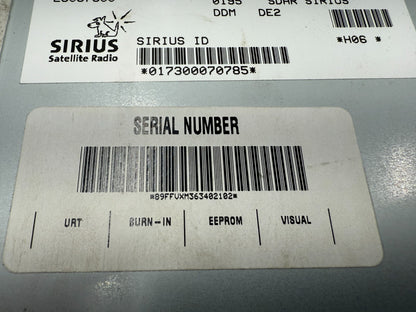 0195 SDAR SIRIUS
DDM DE2
SIRIUS
Satellite Radio
SIRIUS ID
*H06 *
*017300070785*
SERIAL NUMBER
*89FFVXM363402102*
URT BURN-IN EEPROM VISUAL